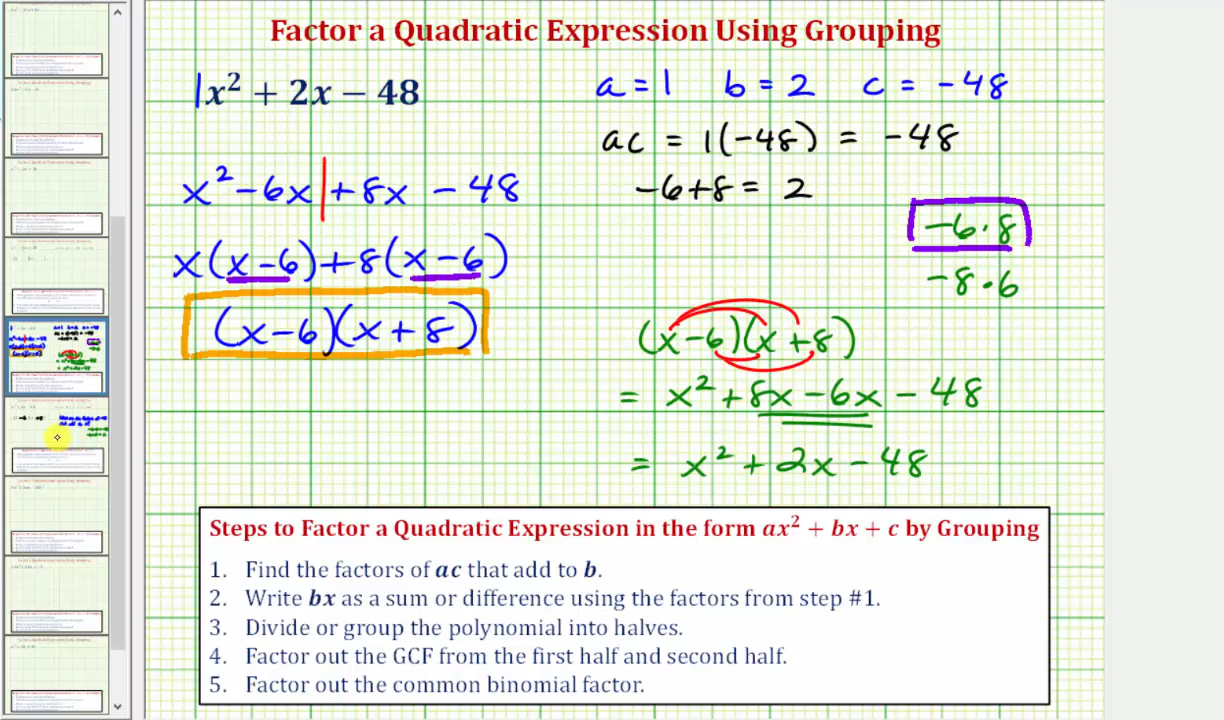 Factor a Quadratic Expression Using Grouping
1x² + 2x − 48
a = 1 b = 2 c = -48
ac = 1(-48) = -48
-6+8 = 2
x² - 6x | + 8x - 48
-6·8
-8·6
x(x-6)+8(x-6)
(x-6)(x+8)
(x-6)(x+8)
= x² + 8x - 6x - 48
= x² + 2x - 48
Steps to Factor a Quadratic Expression in the form ax² + bx + c by Grouping
1. Find the factors of ac that add to b.
2. Write bx as a sum or difference using the factors from step #1.
3. Divide or group the polynomial into halves.
4. Factor out the GCF from the first half and second half.
5. Factor out the common binomial factor.